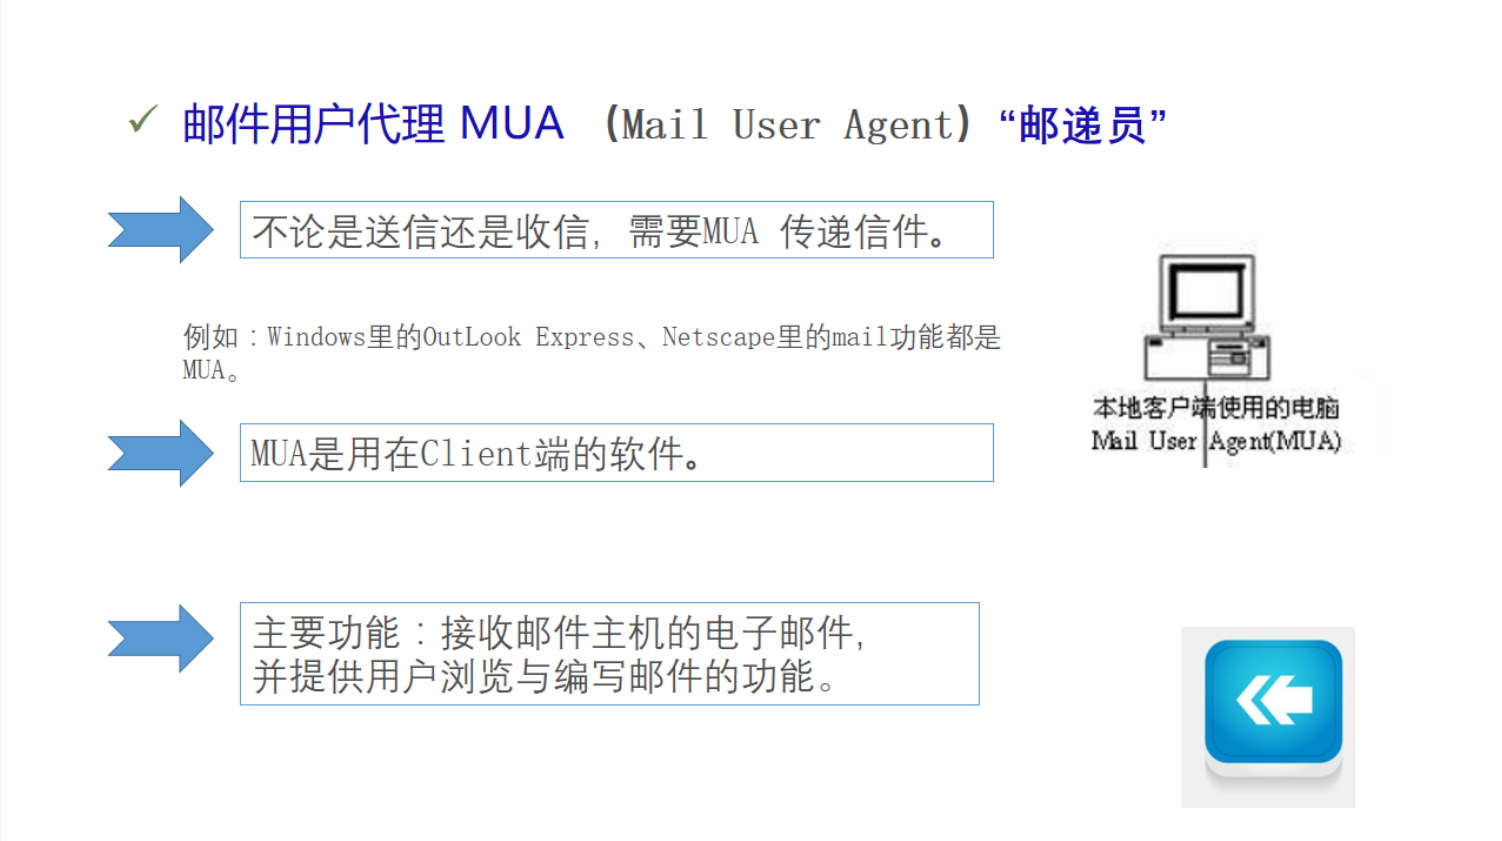 邮件用户代理 MUA （Mail User Agent）“邮递员”
不论是送信还是收信，需要MUA 传递信件。
例如：Windows里的OutLook Express、Netscape里的mail功能都是
MUA。
MUA是用在Client端的软件。
本地客户端使用的电脑
Mail User Agent(MUA)
主要功能：接收邮件主机的电子邮件，
并提供用户浏览与编写邮件的功能。